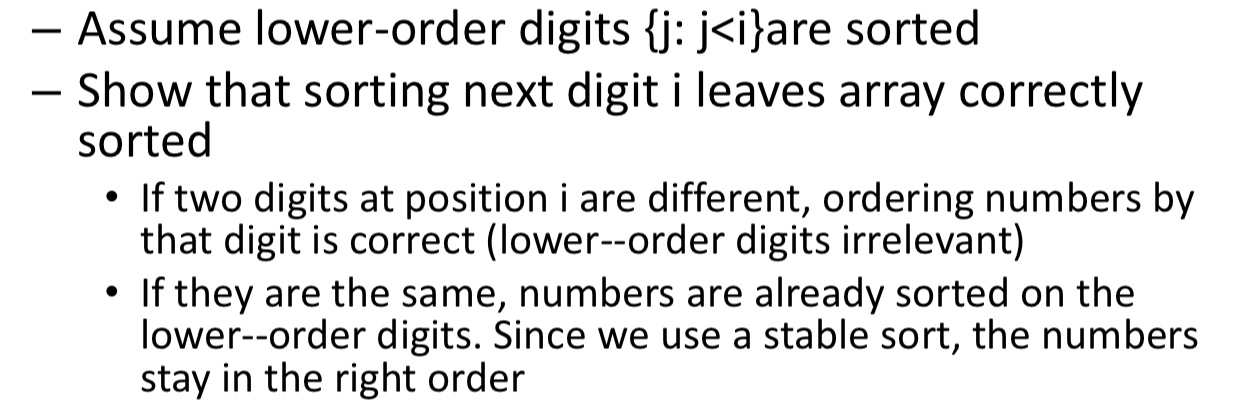 – Assume lower-order digits {j: j<i}are sorted
– Show that sorting next digit i leaves array correctly
sorted
• If two digits at position i are different, ordering numbers by
that digit is correct (lower--order digits irrelevant)
• If they are the same, numbers are already sorted on the
lower--order digits. Since we use a stable sort, the numbers
stay in the right order